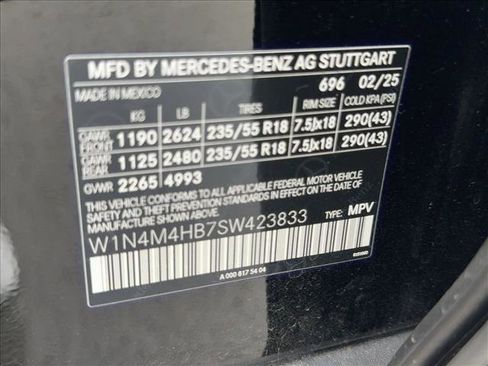 MFD BY MERCEDES-BENZ AG STUTTGART
MADE IN MEXICO 696 02/25
KG LB TIRES RIM SIZE COLD KPA (PSI)
GAWR FRONT 1190 2624 235/55 R18 7.5Jx18 290(43)
GAWR REAR 1125 2480 235/55 R18 7.5Jx18 290(43)
GVWR 2265 4993
THIS VEHICLE CONFORMS TO ALL APPLICABLE FEDERAL MOTOR VEHICLE
SAFETY AND THEFT PREVENTION STANDARDS IN EFFECT ON THE DATE
OF MANUFACTURE SHOWN ABOVE. TYPE: MPV
W1N4M4HB7SW423833
A 000 817 54 04